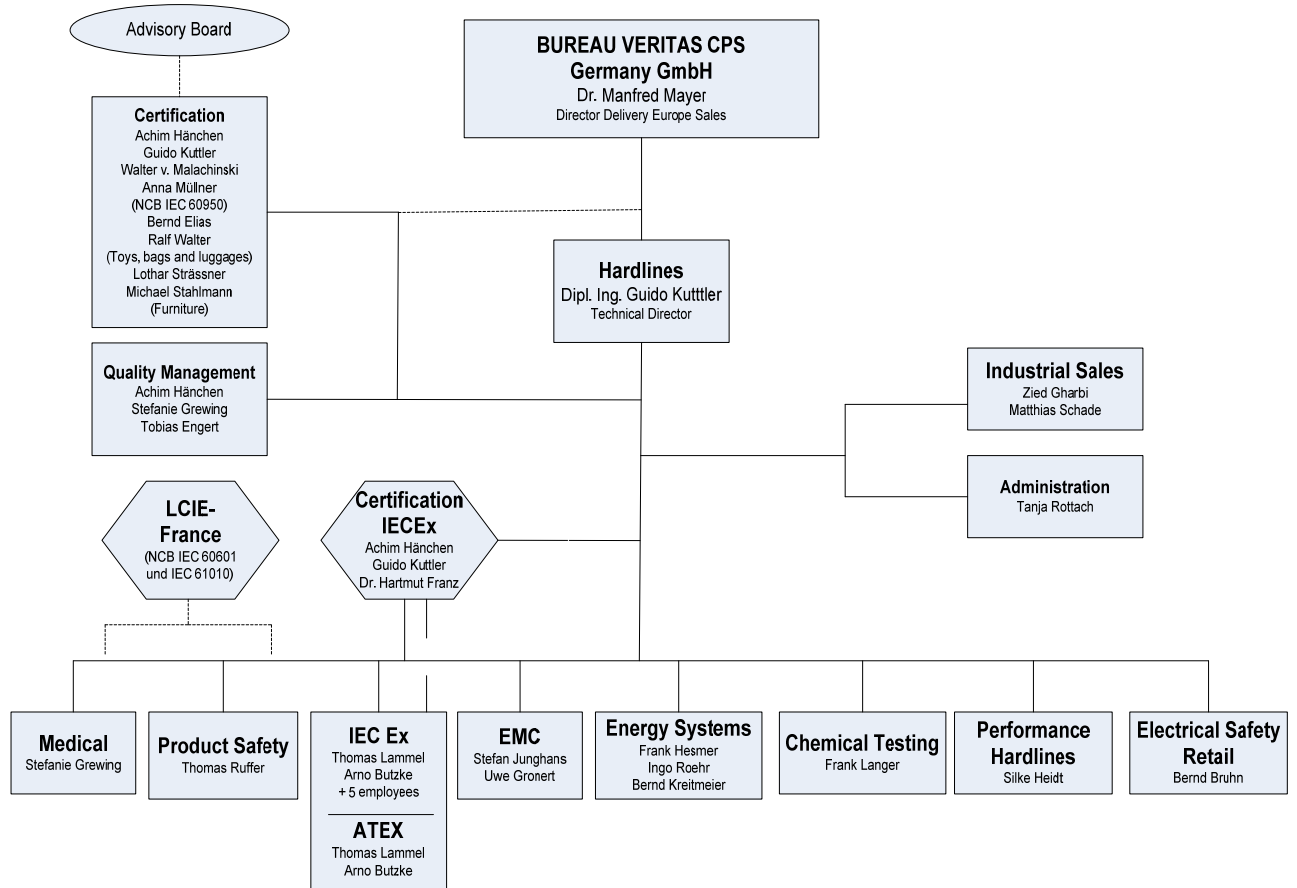 Advisory Board
BUREAU VERITAS CPS
Germany GmbH
Dr. Manfred Mayer
Director Delivery Europe Sales
Certification
Achim Hänchen
Guido Kuttler
Walter v. Malachinski
Anna Müllner
(NCB IEC 60950)
Bernd Elias
Ralf Walter
(Toys, bags and luggages)
Lothar Strässner
Michael Stahlmann
(Furniture)
Hardlines
Dipl. Ing. Guido Kutttler
Technical Director
Quality Management
Achim Hänchen
Stefanie Grewing
Tobias Engert
Industrial Sales
Zied Gharbi
Matthias Schade
Administration
Tanja Rottach
LCIE-
France
(NCB IEC 60601
und IEC 61010)
Certification
IECEx
Achim Hänchen
Guido Kuttler
Dr. Hartmut Franz
Medical
Stefanie Grewing
Product Safety
Thomas Ruffer
IEC Ex
Thomas Lammel
Arno Butzke
+ 5 employees
ATEX
Thomas Lammel
Arno Butzke
EMC
Stefan Junghans
Uwe Gronert
Energy Systems
Frank Hesmer
Ingo Roehr
Bernd Kreitmeier
Chemical Testing
Frank Langer
Performance
Hardlines
Silke Heidt
Electrical Safety
Retail
Bernd Bruhn